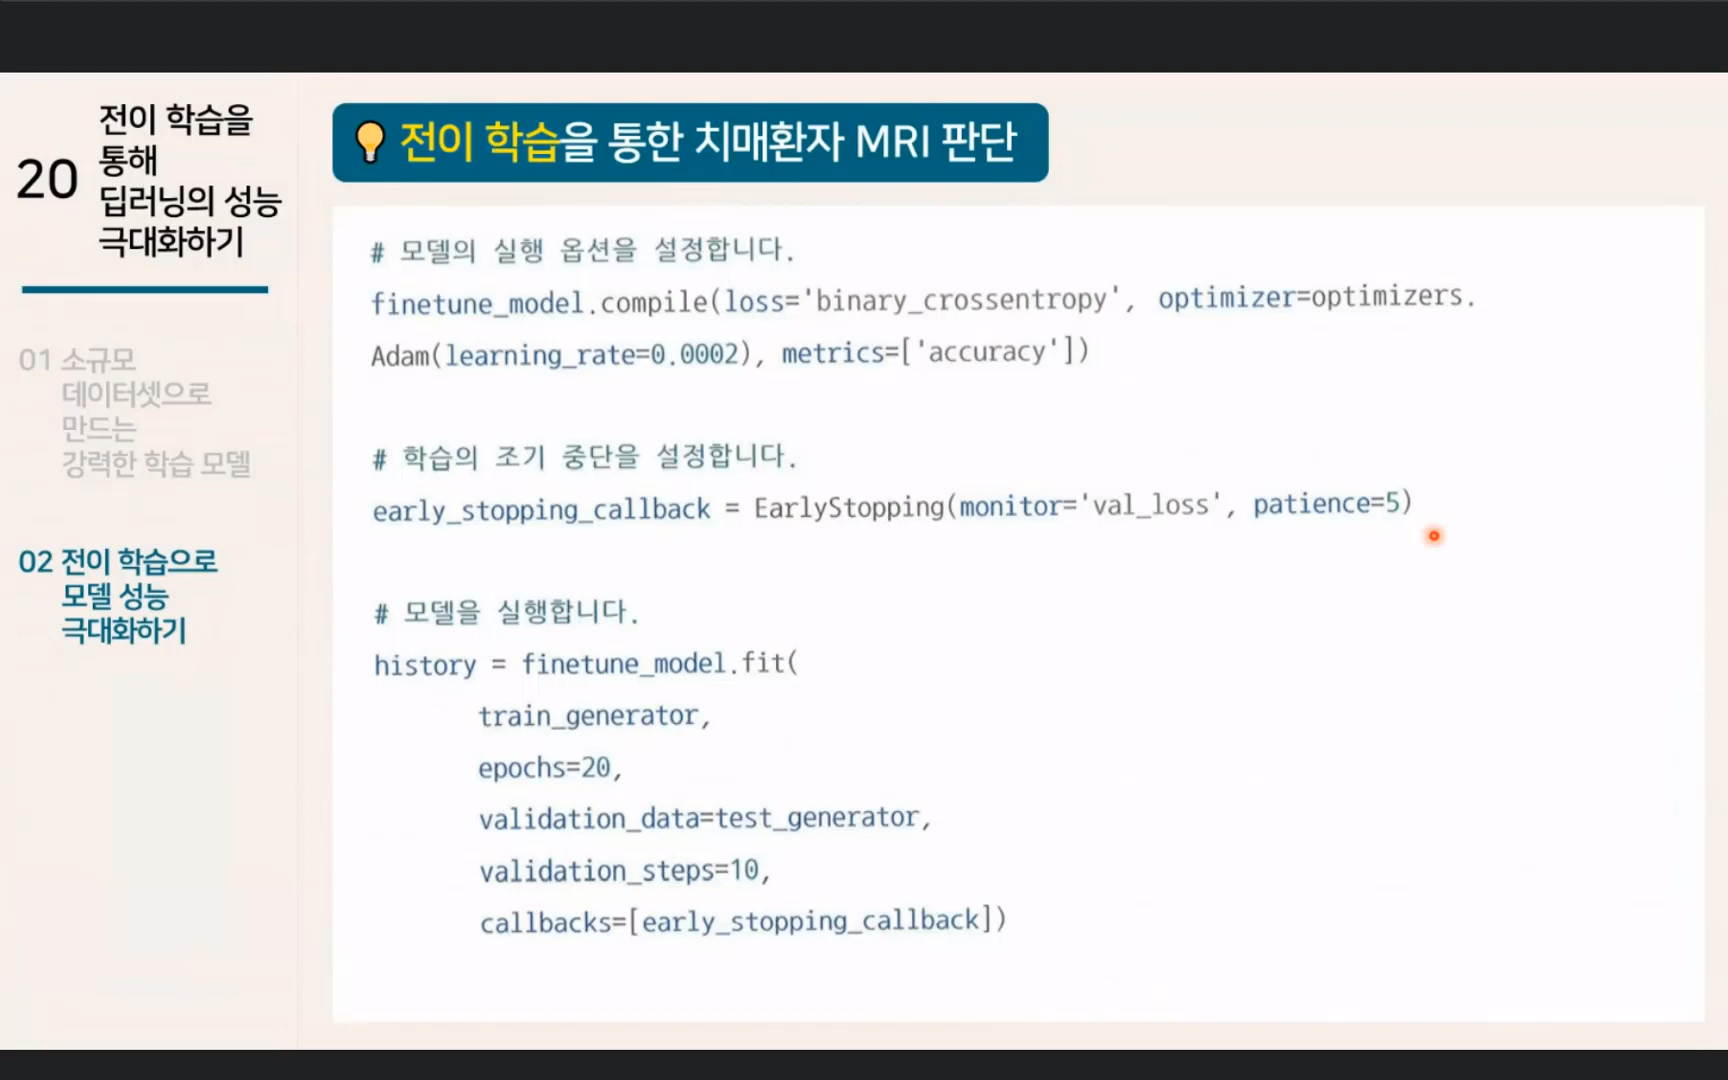 20
전이 학습을
통해
딥러닝의 성능
극대화하기
01 소규모
데이터셋으로
만드는
강력한 학습 모델
02 전이 학습으로
모델 성능
극대화하기
전이 학습을 통한 치매환자 MRI 판단
# 모델의 실행 옵션을 설정합니다.
finetune_model.compile(loss='binary_crossentropy', optimizer=optimizers.
Adam(learning_rate=0.0002), metrics=['accuracy'])
# 학습의 조기 중단을 설정합니다.
early_stopping_callback = EarlyStopping(monitor='val_loss', patience=5)
# 모델을 실행합니다.
history = finetune_model.fit(
train_generator,
epochs=20,
validation_data=test_generator,
validation_steps=10,
callbacks=[early_stopping_callback])